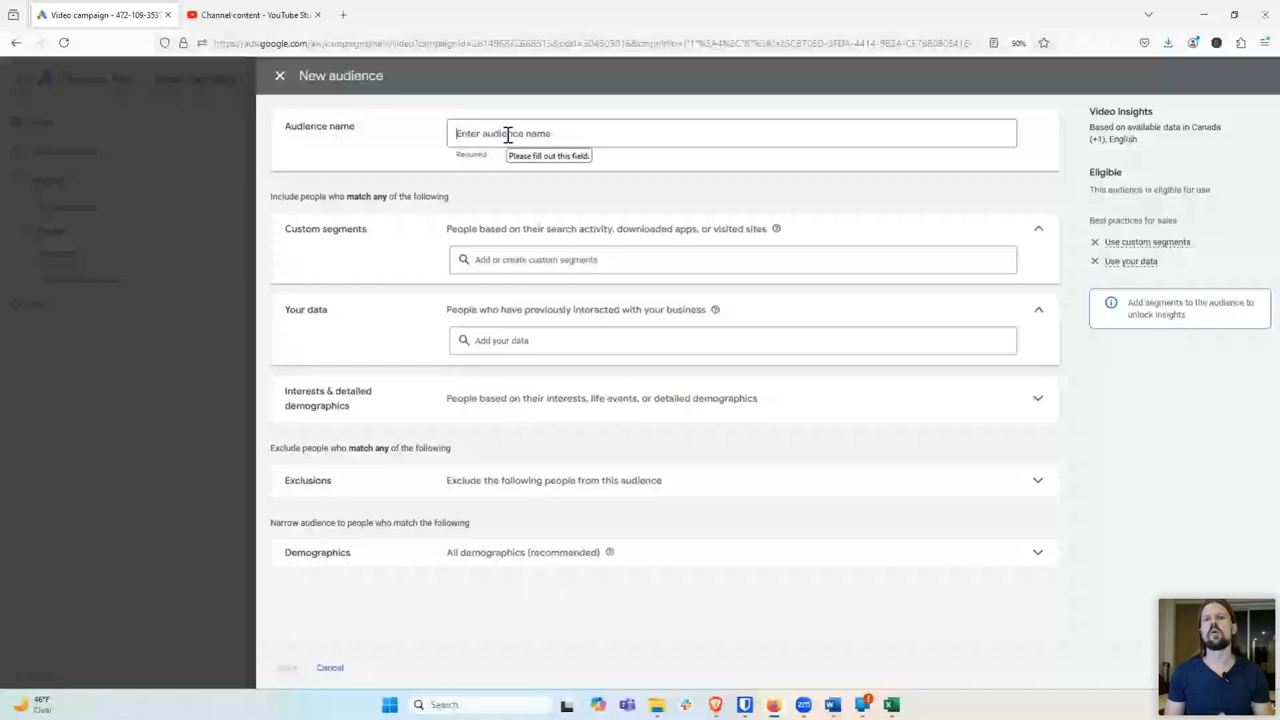 Video campaign - 472-109-353
Channel content - YouTube Stu
50%
New audience
Audience name
Enter audience name
Required
Please fill out this field.
Include people who match any of the following
Custom segments
People based on their search activity, downloaded apps, or visited sites
Add or create custom segments
Your data
People who have previously interacted with your business
Add your data
Interests & detailed
demographics
People based on their interests, life events, or detailed demographics
Exclude people who match any of the following
Exclusions
Exclude the following people from this audience
Narrow audience to people who match the following
Demographics
All demographics (recommended)
Cancel
Video Insights
Based on available data in Canada
(+1), English
Eligible
This audience is eligible for use
Best practices for sales
Use custom segments
Use your data
Add segments to the audience to
unlock insights
46°F
Clear
Search
zm